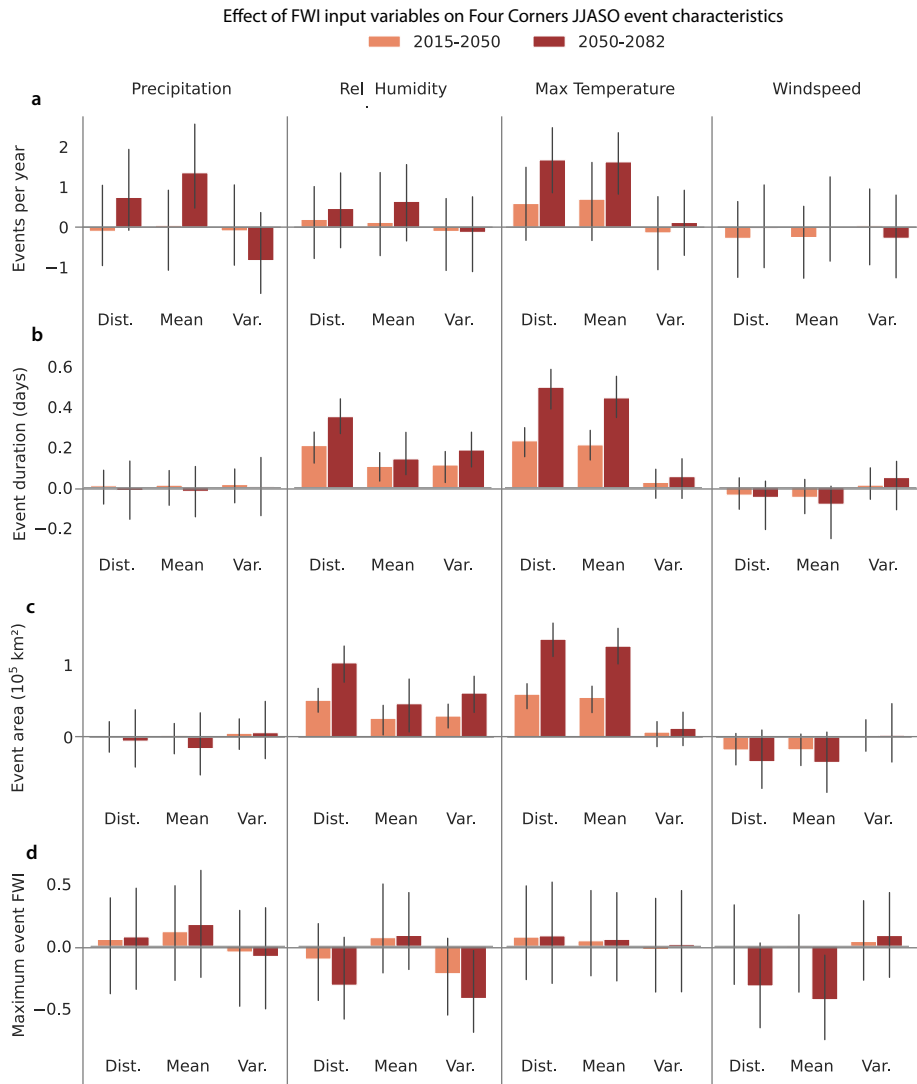 Effect of FWI input variables on Four Corners JJASO event characteristics
2015-2050 2050-2082
Precipitation Rel. Humidity Max Temperature Windspeed
a
Events per year
2
1
0
−1
Dist. Mean Var. Dist. Mean Var. Dist. Mean Var. Dist. Mean Var.
b
Event duration (days)
0.6
0.4
0.2
0.0
−0.2
Dist. Mean Var. Dist. Mean Var. Dist. Mean Var. Dist. Mean Var.
c
Event area (10⁵ km²)
1
0
Dist. Mean Var. Dist. Mean Var. Dist. Mean Var. Dist. Mean Var.
d
Maximum event FWI
0.5
0.0
−0.5
Dist. Mean Var. Dist. Mean Var. Dist. Mean Var. Dist. Mean Var.